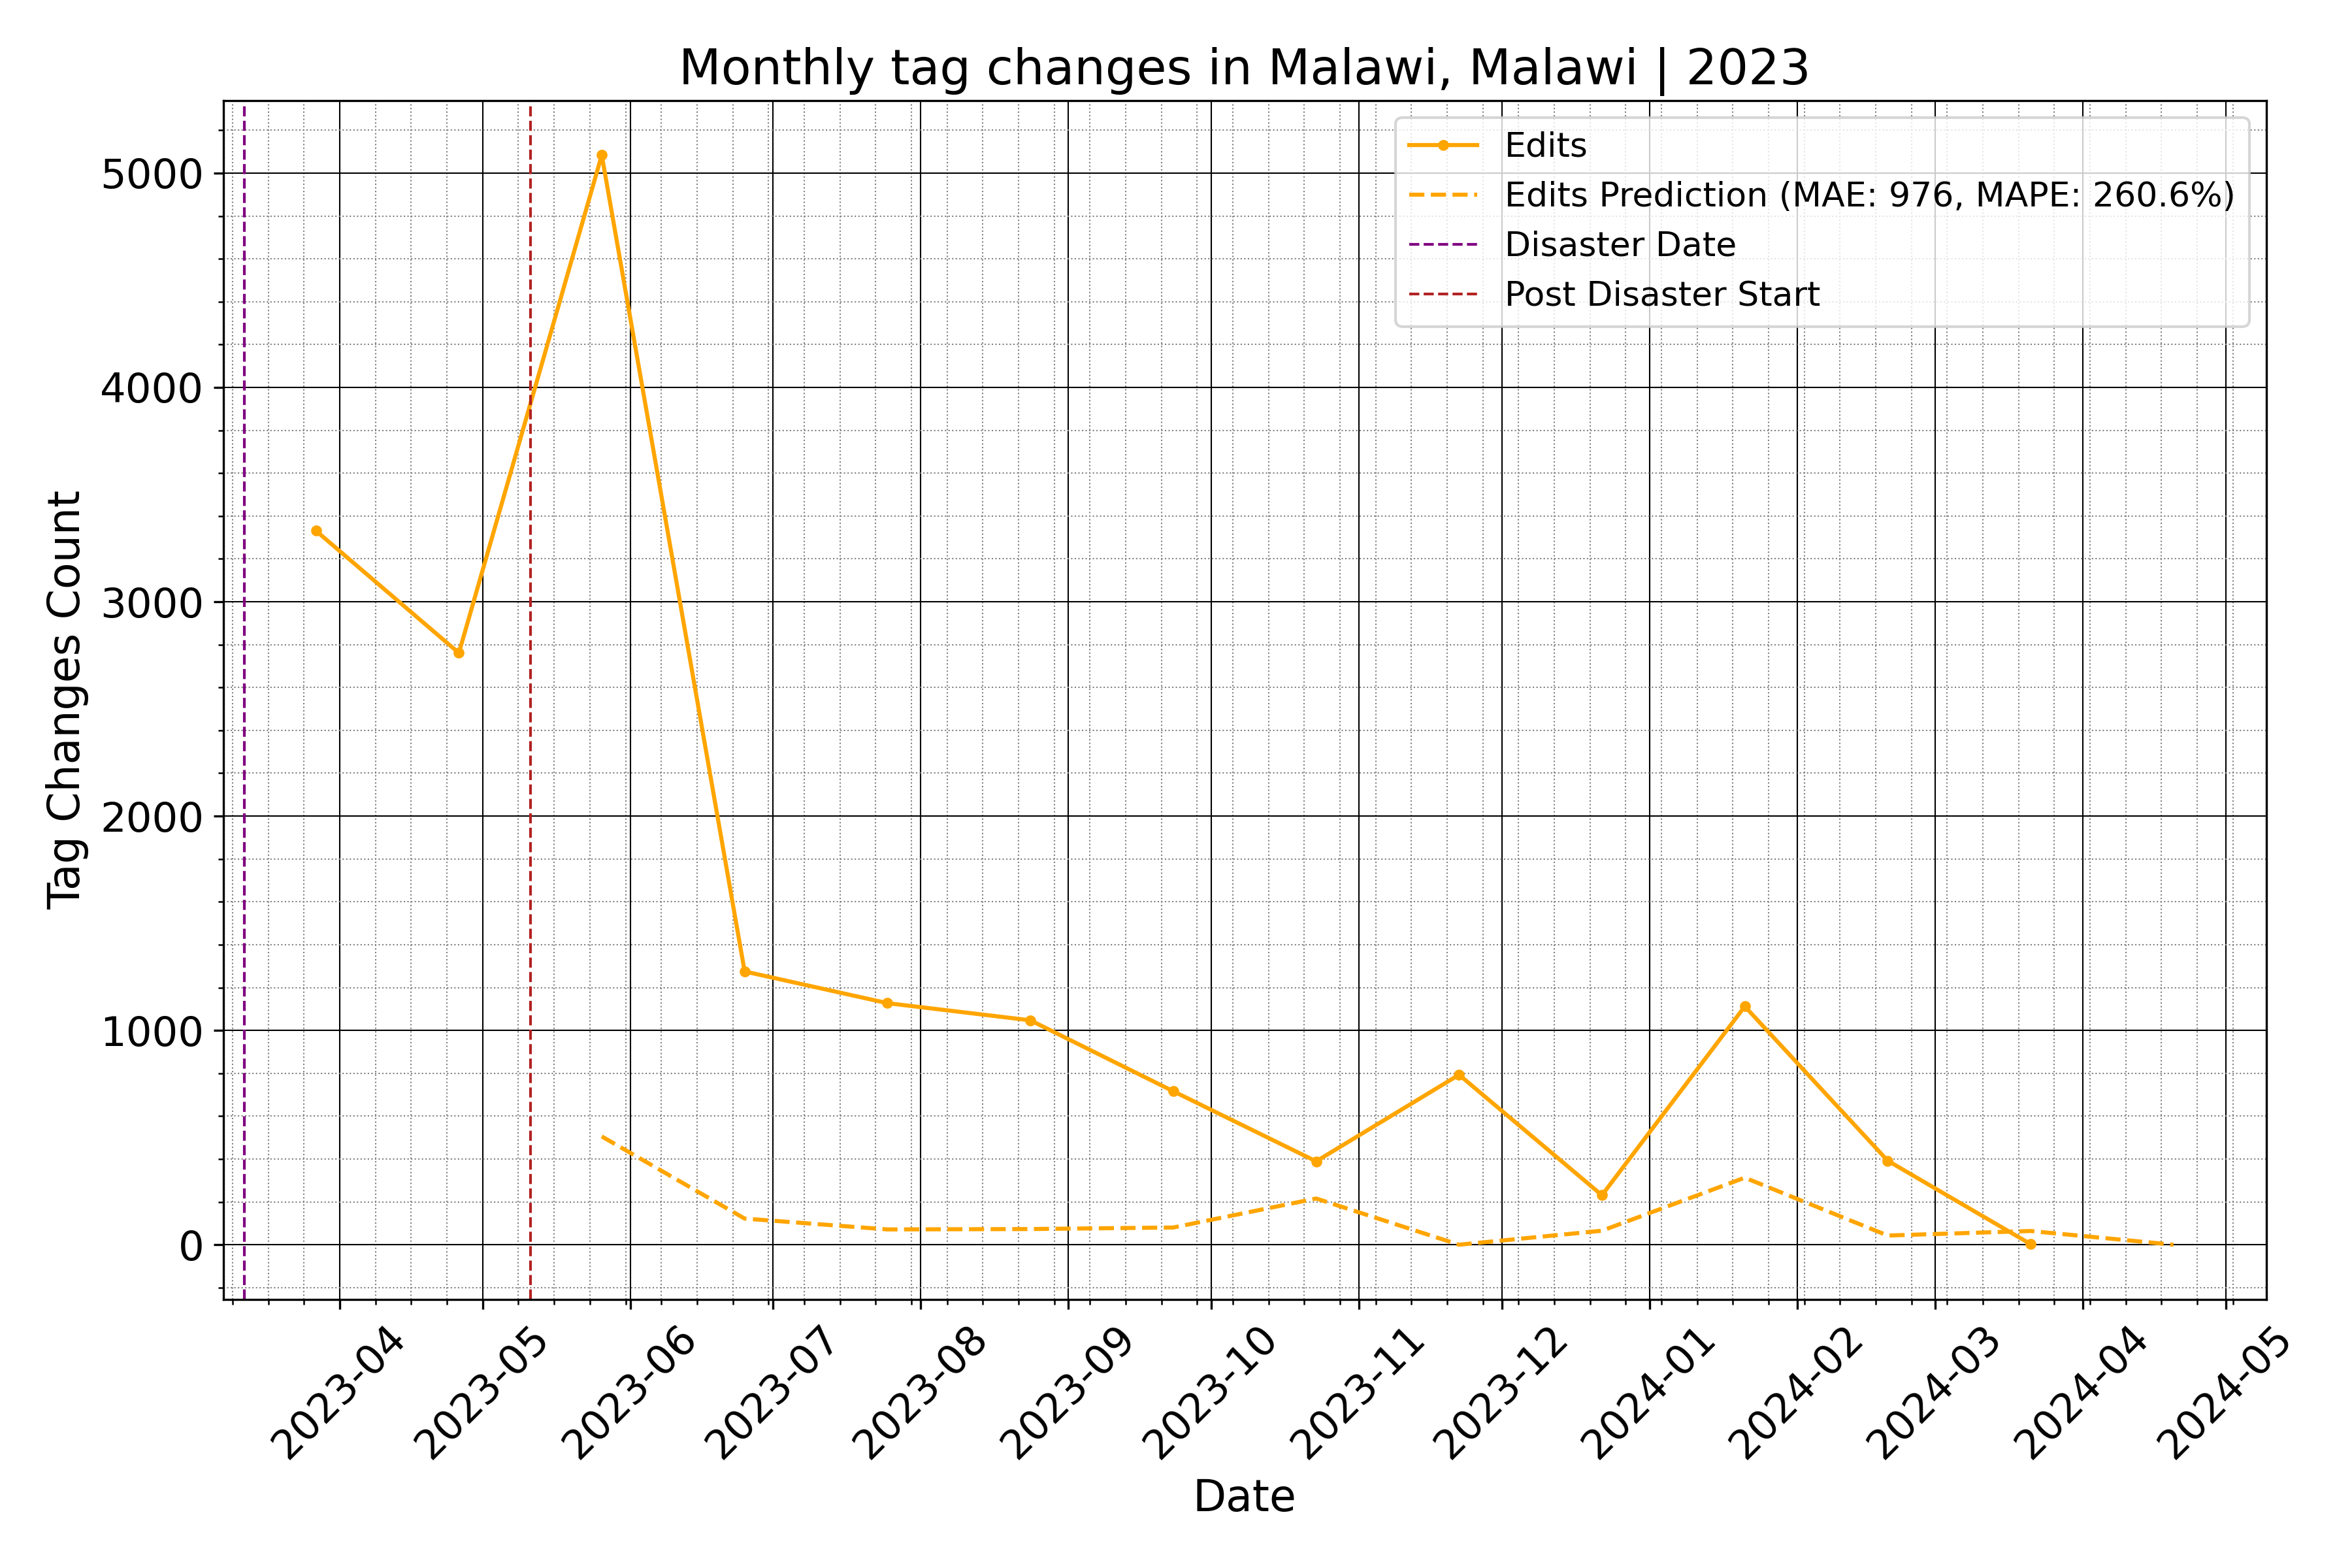 Monthly tag changes in Malawi, Malawi | 2023
Edits
Edits Prediction (MAE: 976, MAPE: 260.6%)
Disaster Date
Post Disaster Start
Tag Changes Count
5000
4000
3000
2000
1000
0
2023-04
2023-05
2023-06
2023-07
2023-08
2023-09
2023-10
2023-11
2023-12
2024-01
2024-02
2024-03
2024-04
2024-05
Date